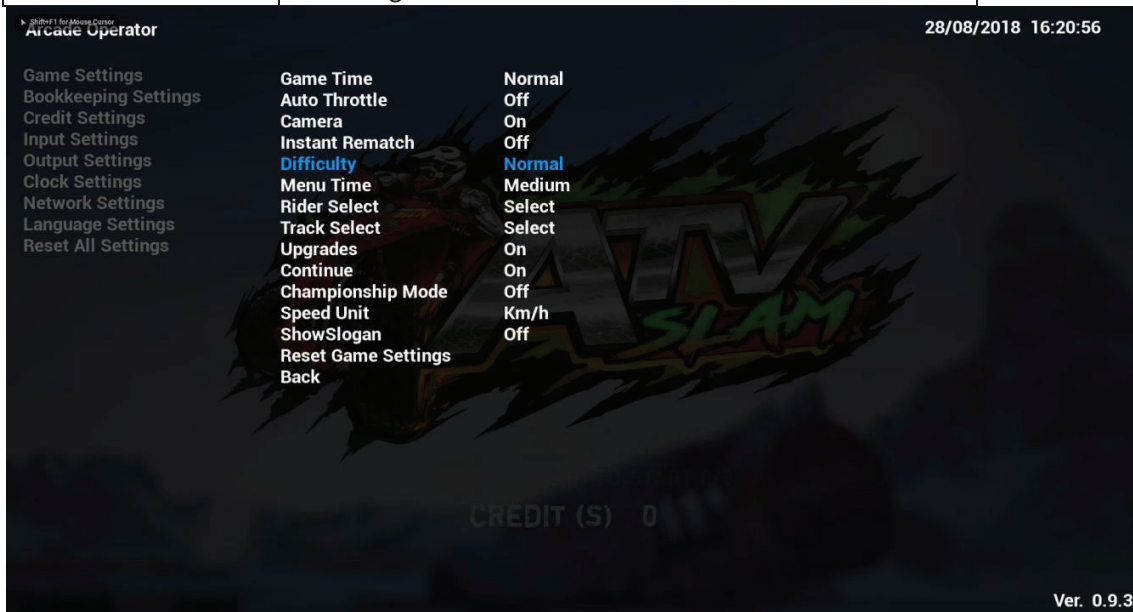 Shift+F1 for Mouse Cursor
Arcade Operator
28/08/2018 16:20:56
Game Settings
Bookkeeping Settings
Credit Settings
Input Settings
Output Settings
Clock Settings
Network Settings
Language Settings
Reset All Settings
Game Time Normal
Auto Throttle Off
Camera On
Instant Rematch Off
Difficulty Normal
Menu Time Medium
Rider Select Select
Track Select Select
Upgrades On
Continue On
Championship Mode Off
Speed Unit Km/h
ShowSlogan Off
Reset Game Settings
Back
ATV
SLAM
CREDIT (S) 0
Ver. 0.9.3